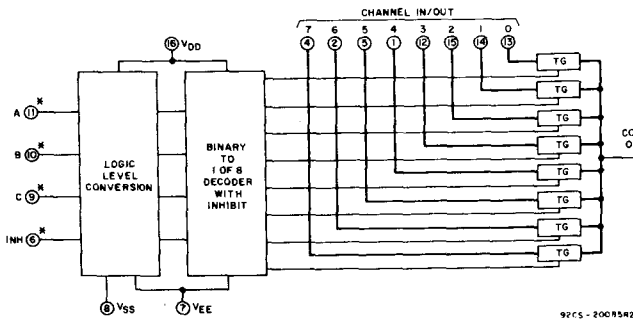 CHANNEL IN/OUT
7 6 5 4 3 2 1 0
4 2 5 1 12 15 14 13
16 VDD
TG
TG
TG
TG
TG
TG
TG
TG
A 11 *
B 10 *
C 9 *
INH 6 *
LOGIC
LEVEL
CONVERSION
BINARY
TO
1 OF 8
DECODER
WITH
INHIBIT
CO
O
8 VSS
7 VEE